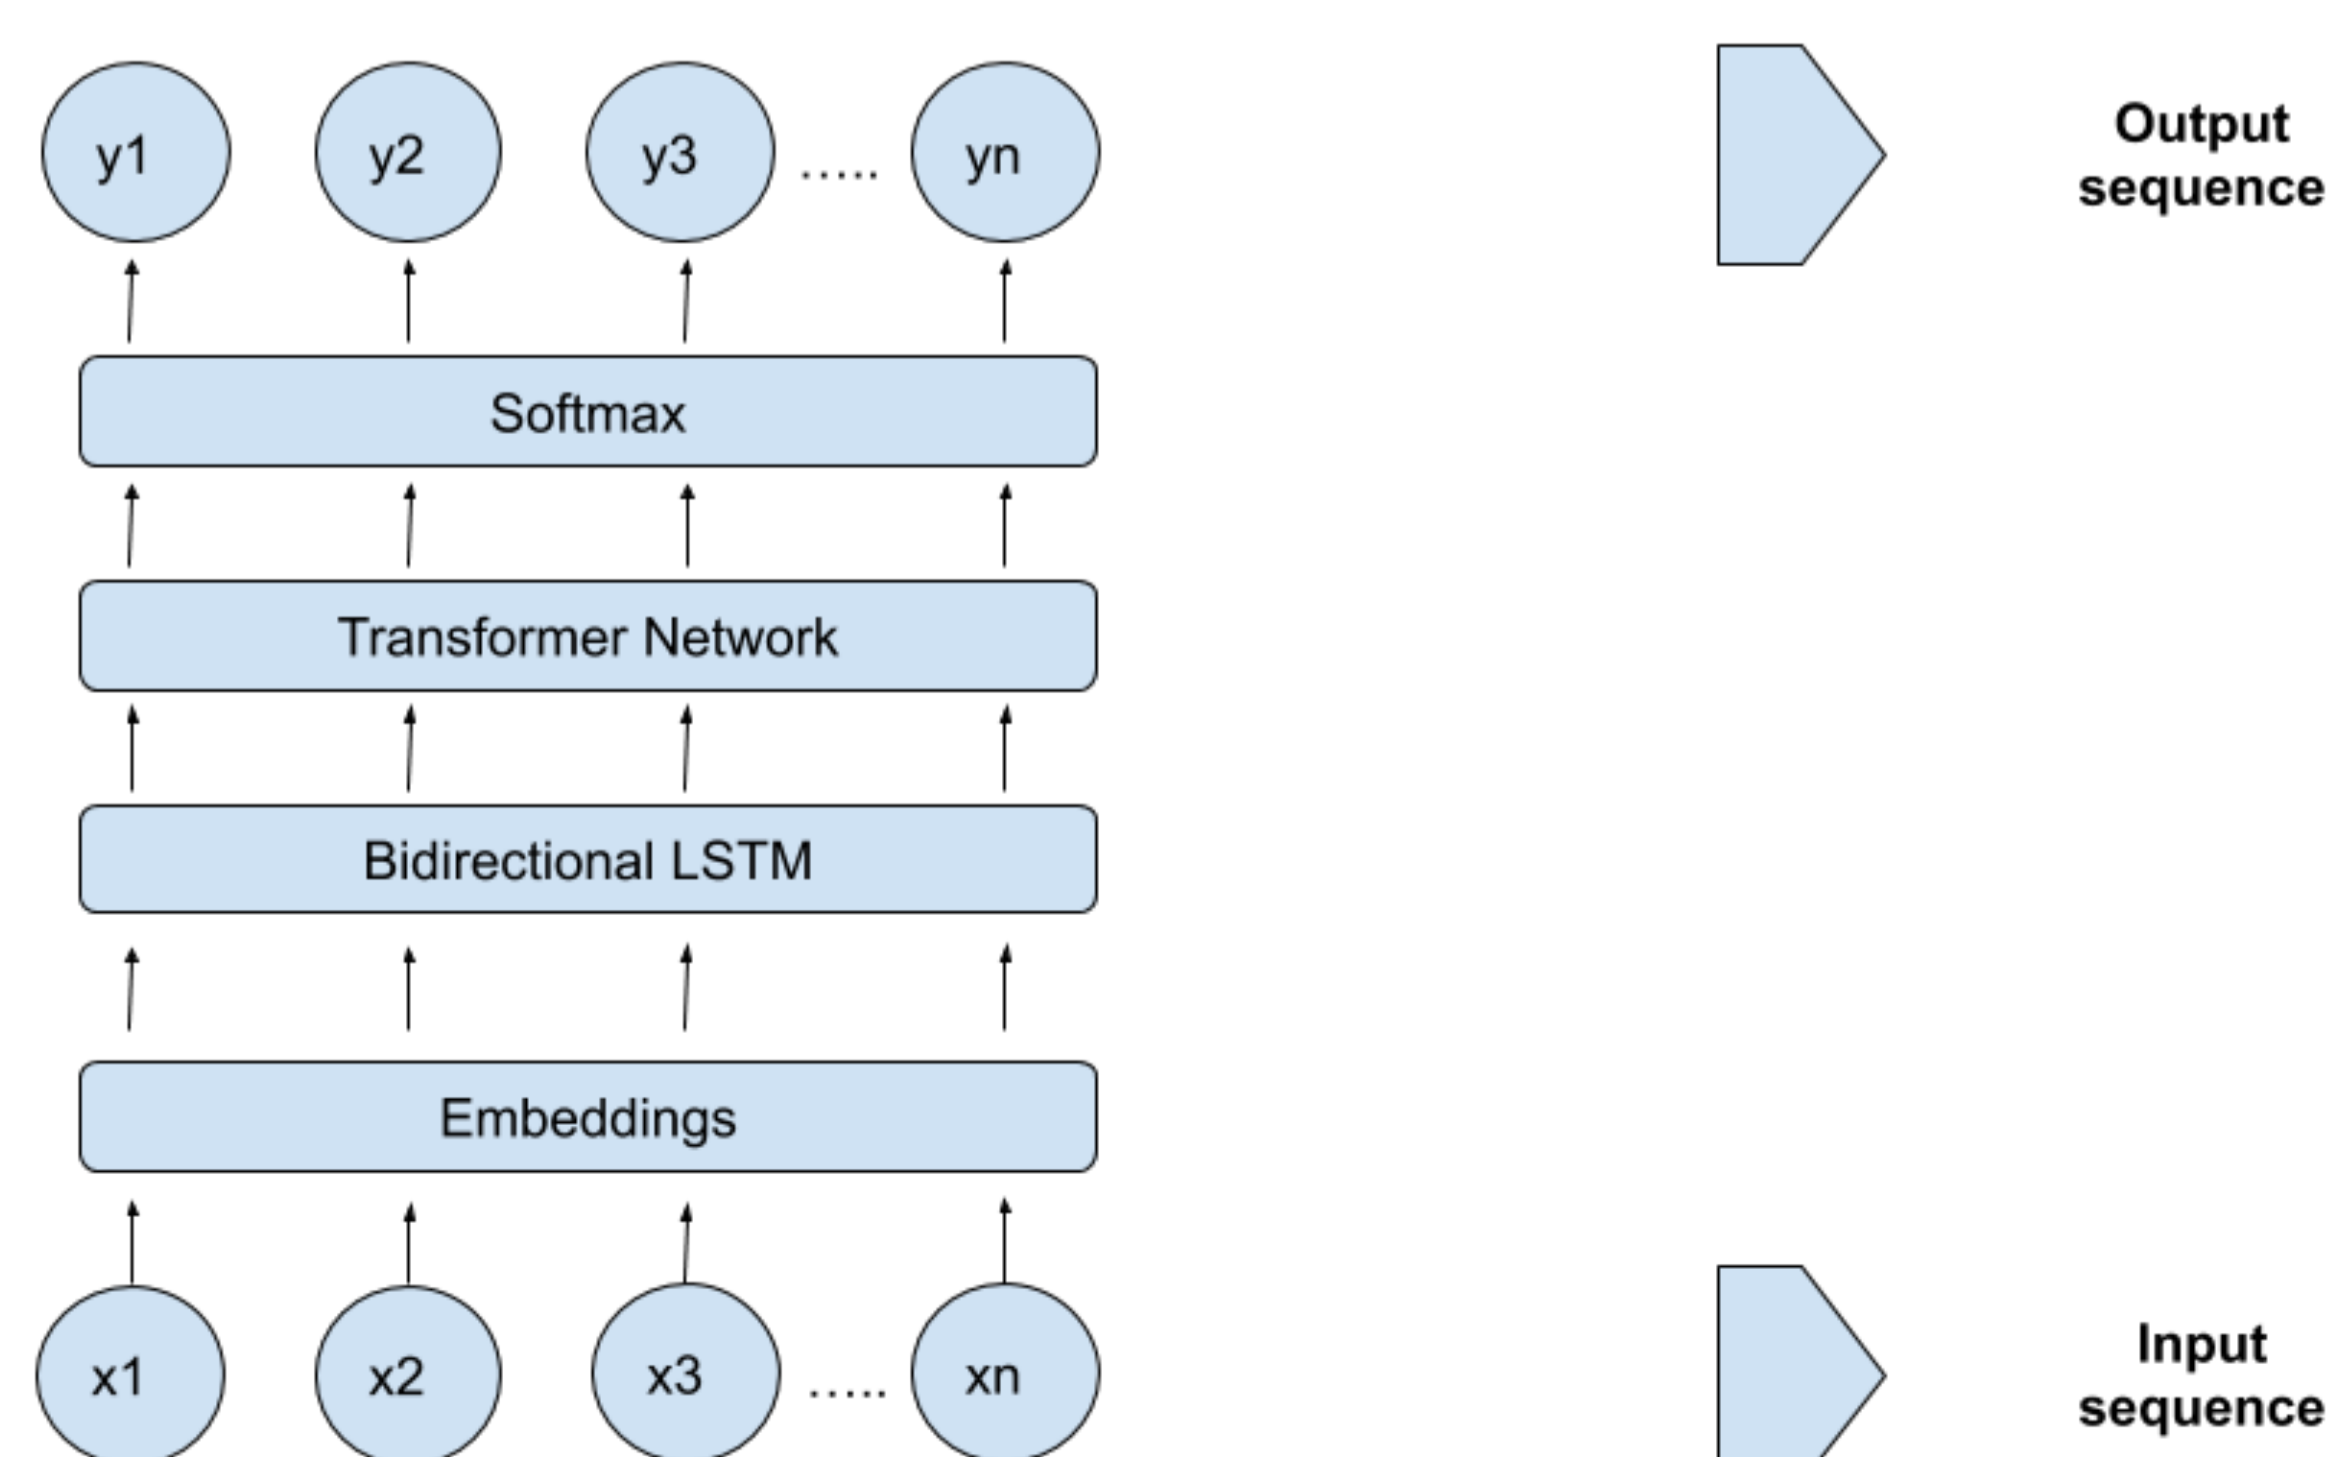 y1 y2 y3 ..... yn
Output
sequence
Softmax
Transformer Network
Bidirectional LSTM
Embeddings
x1 x2 x3 ..... xn
Input
sequence